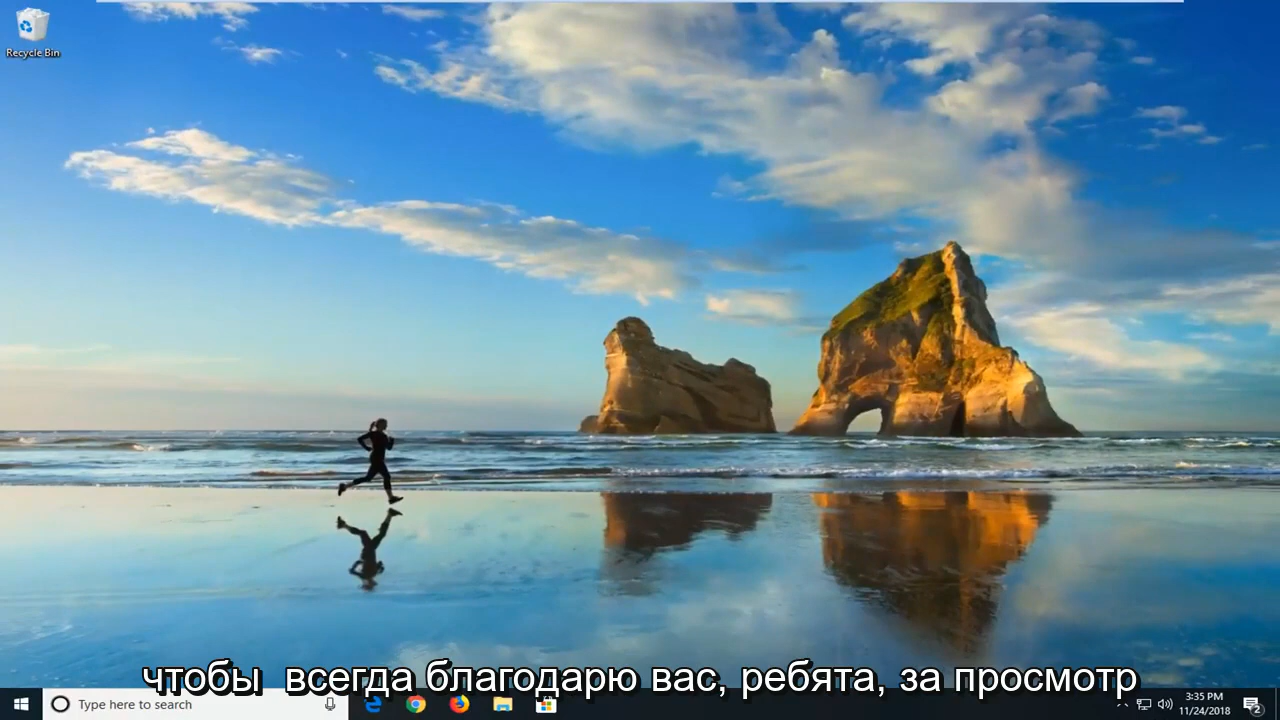 Recycle Bin
чтобы всегда благодарю вас, ребята, за просмотр
Type here to search
3:35 PM
11/24/2018
2